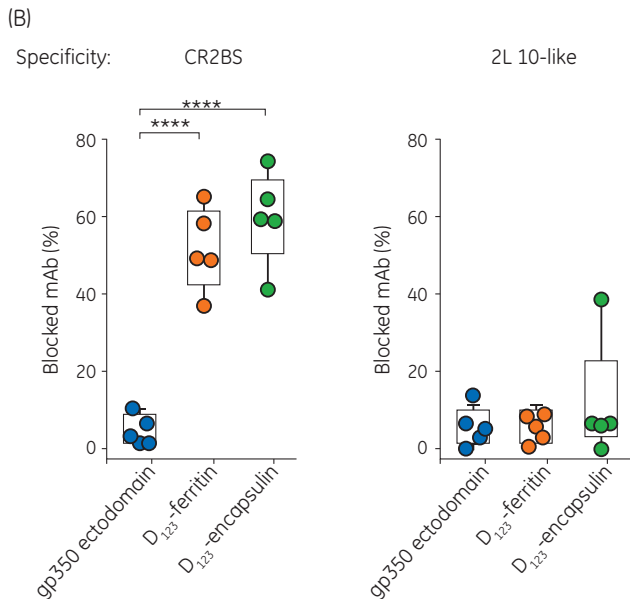 (B)
Specificity: CR2BS 2L 10-like
****
****
Blocked mAb (%)
80
60
40
20
0
gp350 ectodomain
D123-ferritin
D123-encapsulin
Blocked mAb (%)
80
60
40
20
0
gp350 ectodomain
D123-ferritin
D123-encapsulin